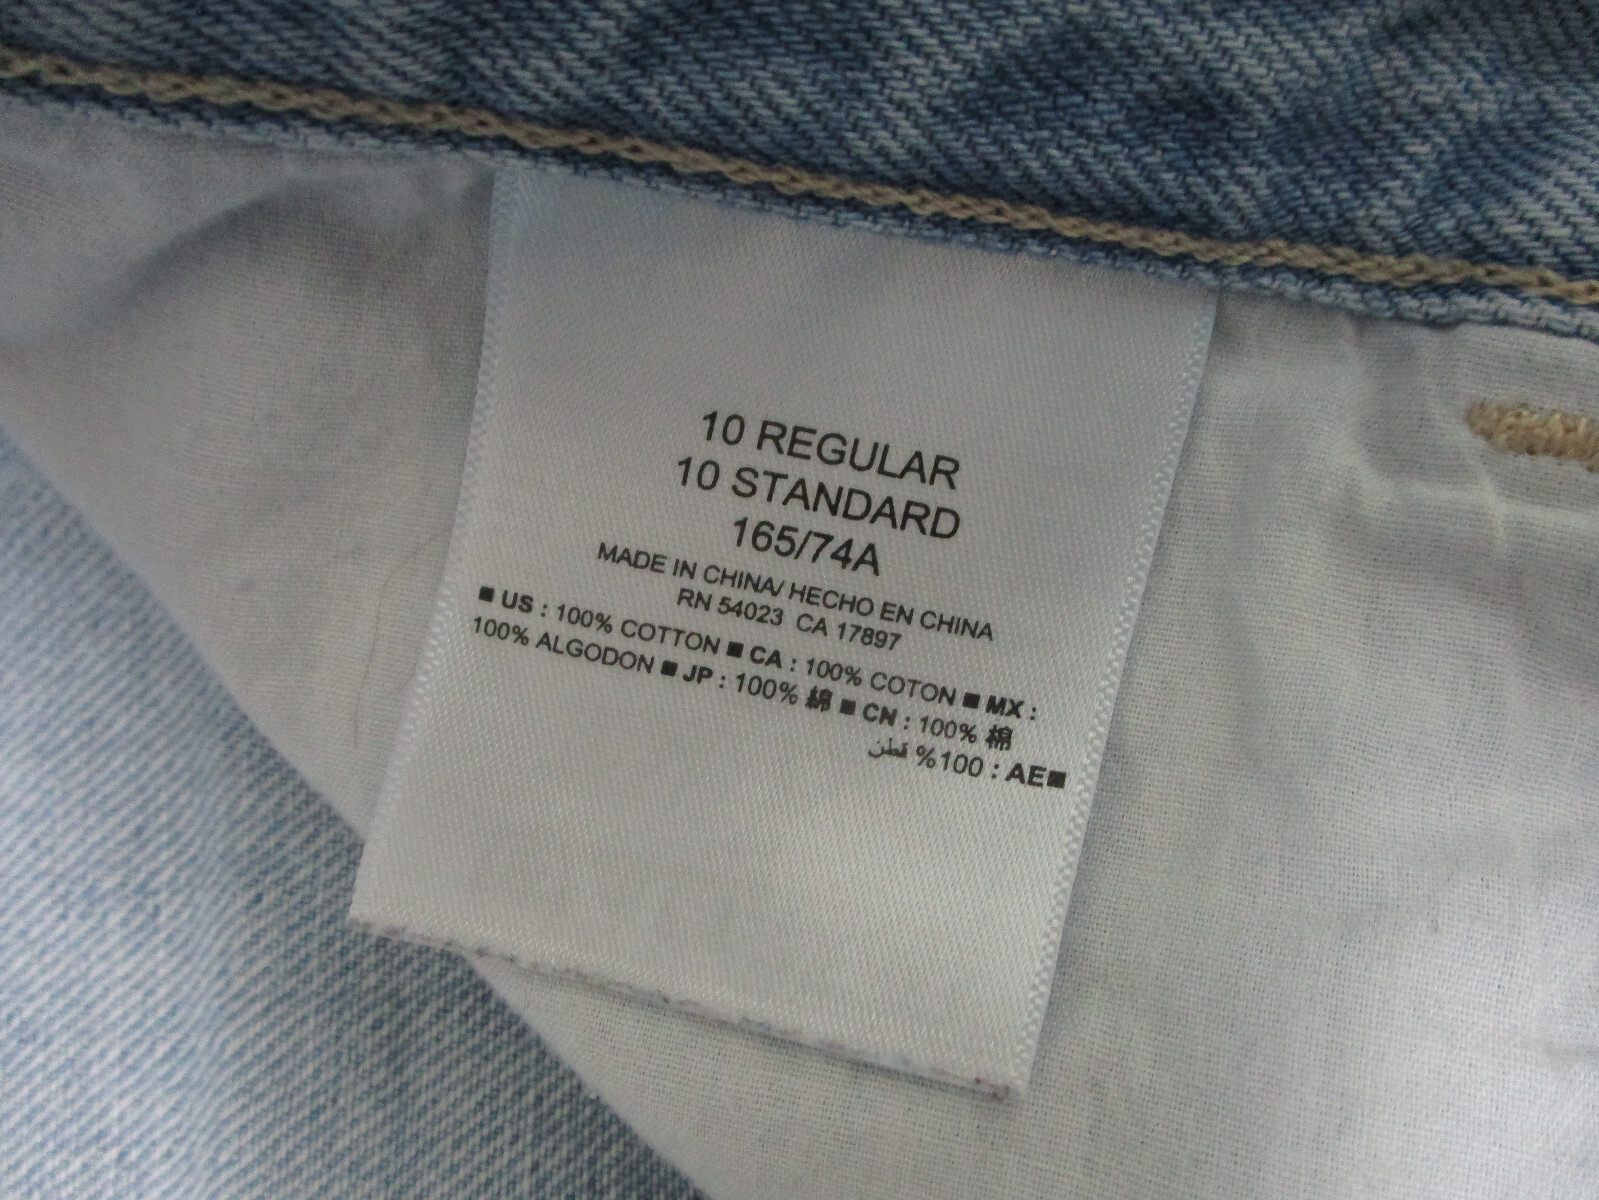 10 REGULAR
10 STANDARD
165/74A
MADE IN CHINA/ HECHO EN CHINA
RN 54023 CA 17897
■ US : 100% COTTON ■ CA : 100% COTON ■ MX :
100% ALGODON ■ JP : 100% 綿 ■ CN : 100% 棉
■AE : 100% قطن